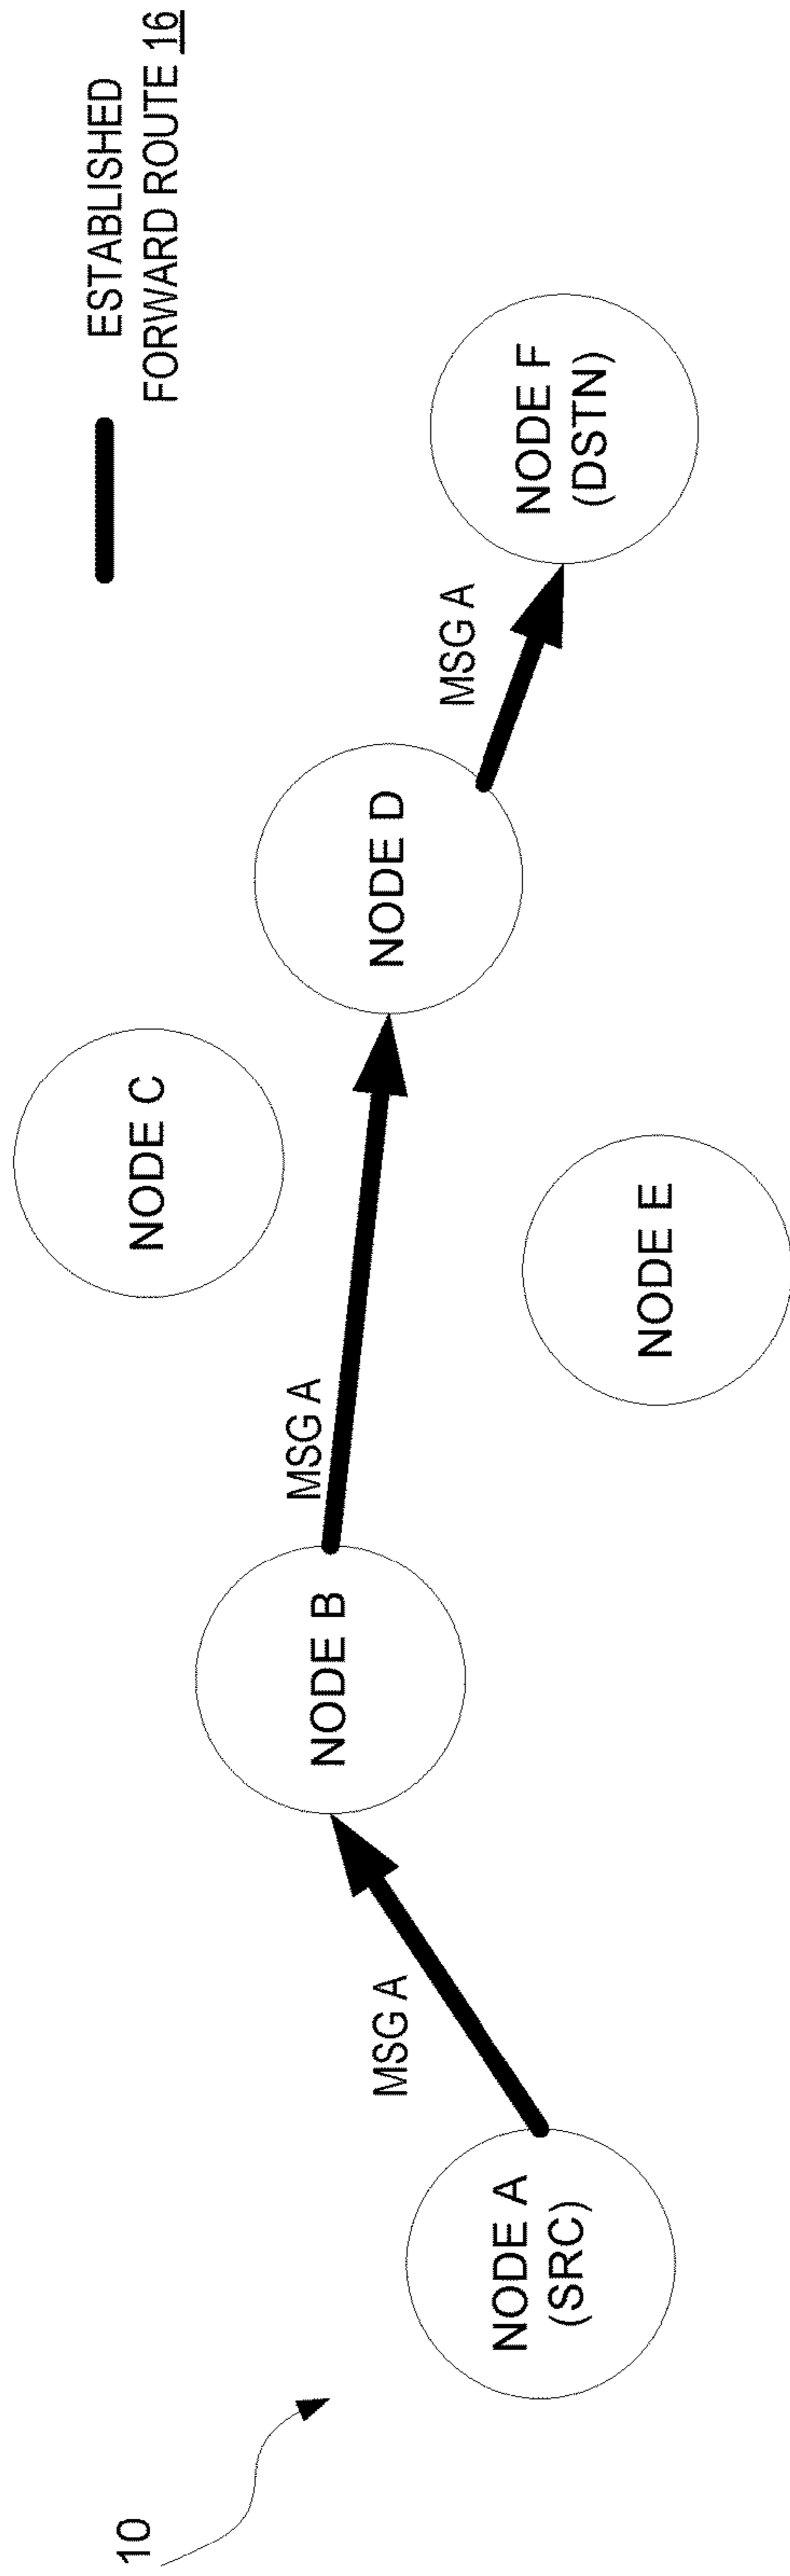 ESTABLISHED
FORWARD ROUTE 16
10
NODE A
(SRC)
MSG A
NODE B
MSG A
NODE C
NODE E
NODE D
MSG A
NODE F
(DSTN)